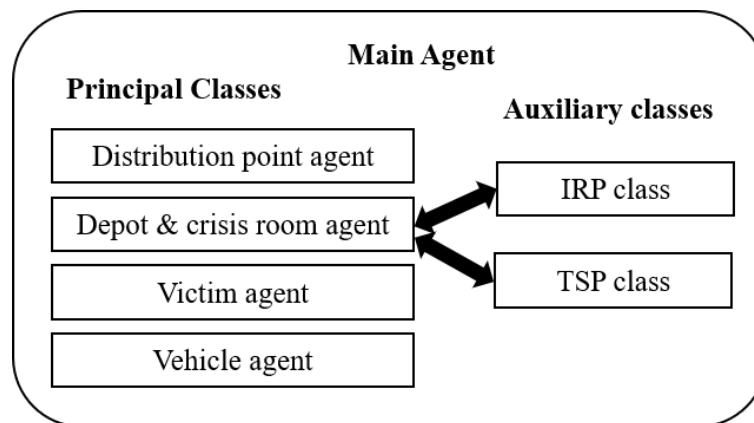 Main Agent
Principal Classes
Auxiliary classes
Distribution point agent
Depot & crisis room agent
Victim agent
Vehicle agent
IRP class
TSP class